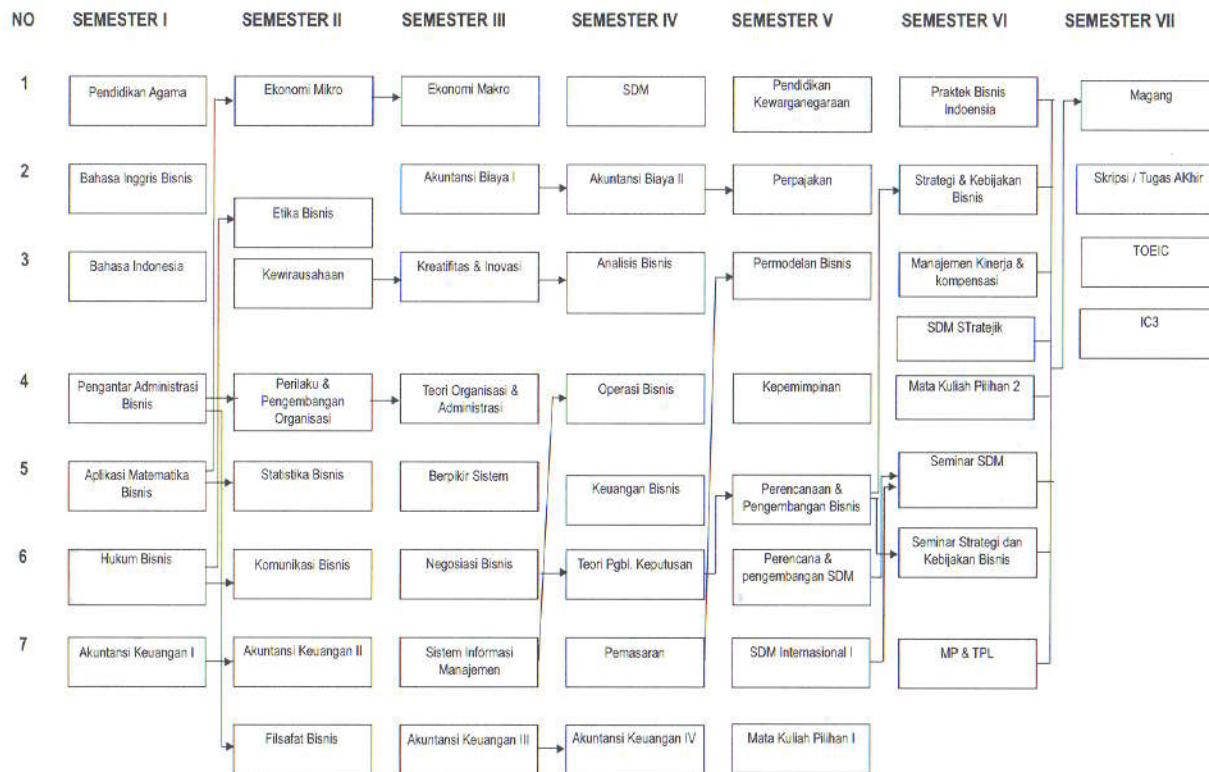 NO SEMESTER I SEMESTER II SEMESTER III SEMESTER IV SEMESTER V SEMESTER VI SEMESTER VII
1
Pendidikan Agama
Ekonomi Mikro
Ekonomi Makro
SDM
Pendidikan
Kewarganegaraan
Praktek Bisnis
Indoensia
Magang
2
Bahasa Inggris Bisnis
Etika Bisnis
Akuntansi Biaya I
Akuntansi Biaya II
Perpajakan
Strategi & Kebijakan
Bisnis
Skripsi / Tugas AKhir
3
Bahasa Indonesia
Kewirausahaan
Kreatifitas & Inovasi
Analisis Bisnis
Permodelan Bisnis
Manajemen Kinerja &
kompensasi
TOEIC
SDM STratejik
IC3
4
Pengantar Administrasi
Bisnis
Perilaku &
Pengembangan
Organisasi
Teori Organisasi &
Administrasi
Operasi Bisnis
Kepemimpinan
Mata Kuliah Pilihan 2
5
Aplikasi Matematika
Bisnis
Statistika Bisnis
Berpikir Sistem
Keuangan Bisnis
Perencanaan &
Pengembangan Bisnis
Seminar SDM
6
Hukum Bisnis
Komunikasi Bisnis
Negosiasi Bisnis
Teori Pgbl. Keputusan
Perencana &
pengembangan SDM
Seminar Strategi dan
Kebijakan Bisnis
7
Akuntansi Keuangan I
Akuntansi Keuangan II
Sistem Informasi
Manajemen
Pemasaran
SDM Internasional I
MP & TPL
Filsafat Bisnis
Akuntansi Keuangan III
Akuntansi Keuangan IV
Mata Kuliah Pilihan I